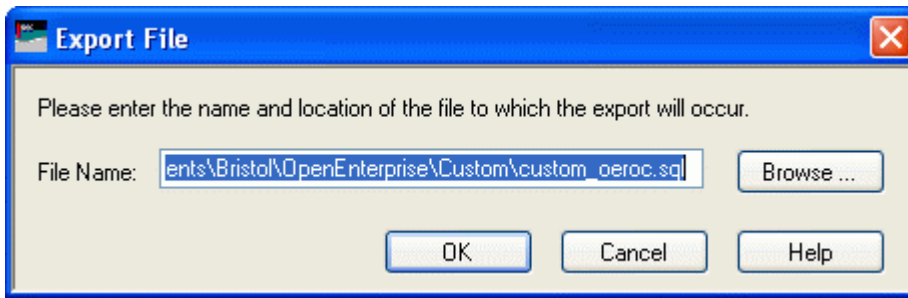 Export File
Please enter the name and location of the file to which the export will occur.
File Name: ents\Bristol\OpenEnterprise\Custom\custom_oeroc.sql Browse ...
OK Cancel Help